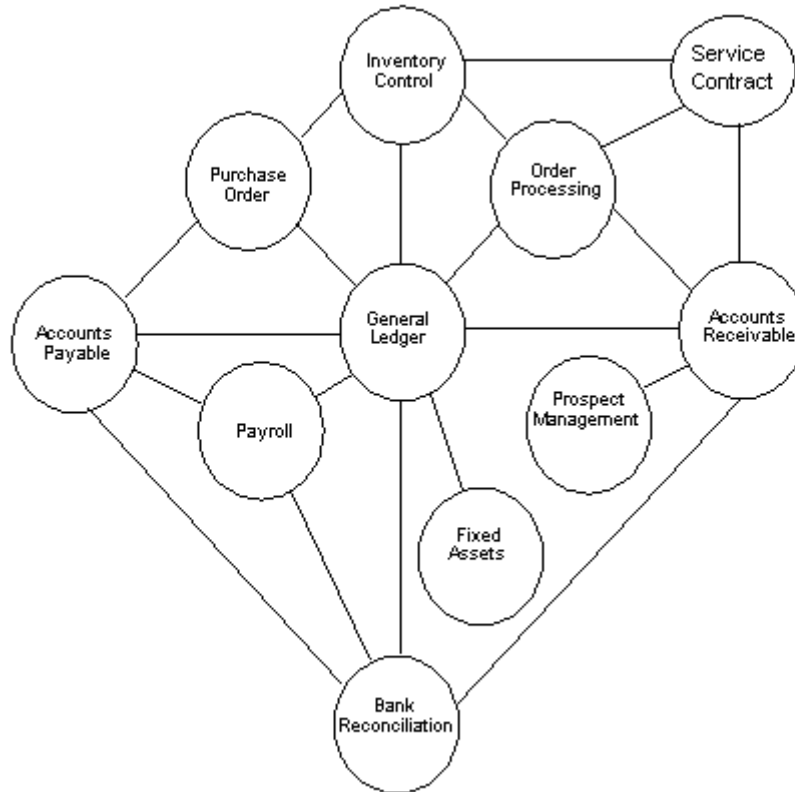 Inventory
Control
Service
Contract
Purchase
Order
Order
Processing
Accounts
Payable
General
Ledger
Accounts
Receivable
Payroll
Prospect
Management
Fixed
Assets
Bank
Reconciliation